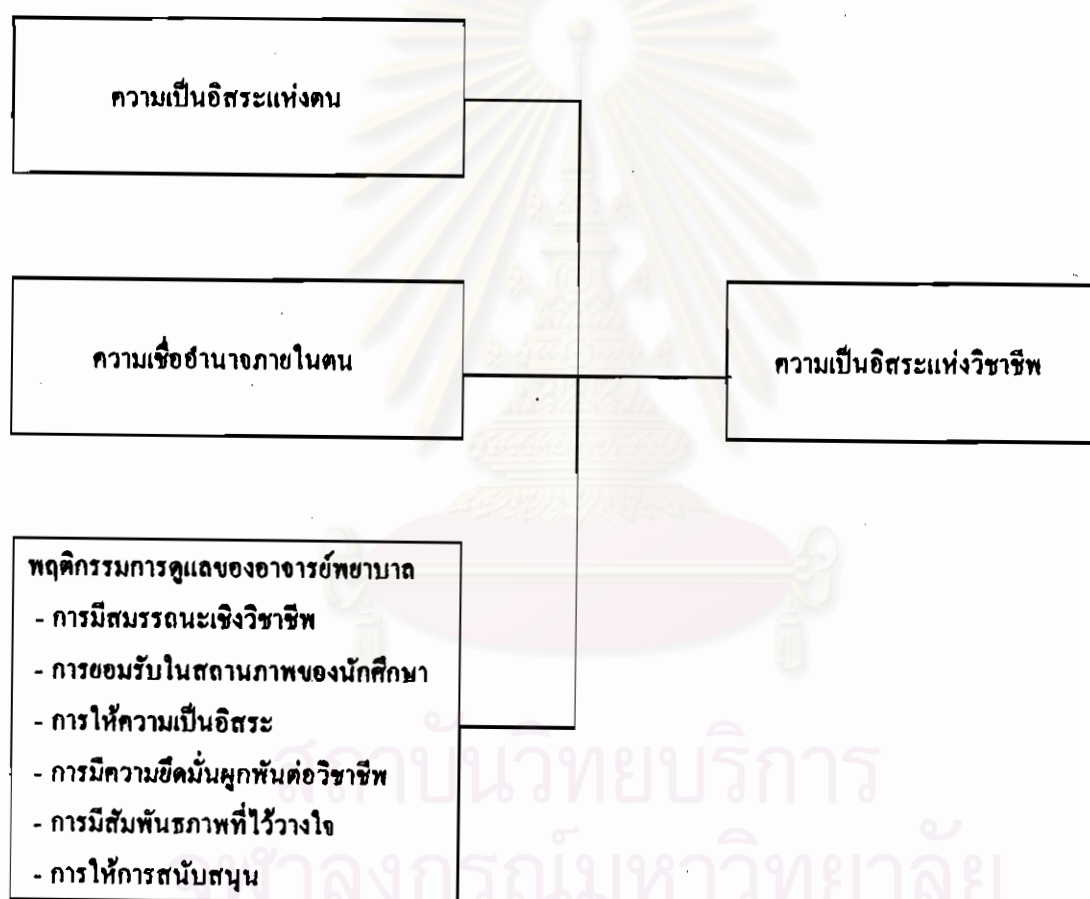 ความเป็นอิสระแห่งตน
ความเชื่ออำนาจภายในตน
ความเป็นอิสระแห่งวิชาชีพ
พฤติกรรมการดูแลของอาจารย์พยาบาล
- การมีสมรรถนะเชิงวิชาชีพ
- การยอมรับในสถานภาพของนักศึกษา
- การให้ความเป็นอิสระ
- การมีความยึดมั่นผูกพันต่อวิชาชีพ
- การมีสัมพันธภาพที่ไว้วางใจ
- การให้การสนับสนุน
สถาบันวิทยบริการ
จุฬาลงกรณ์มหาวิทยาลัย